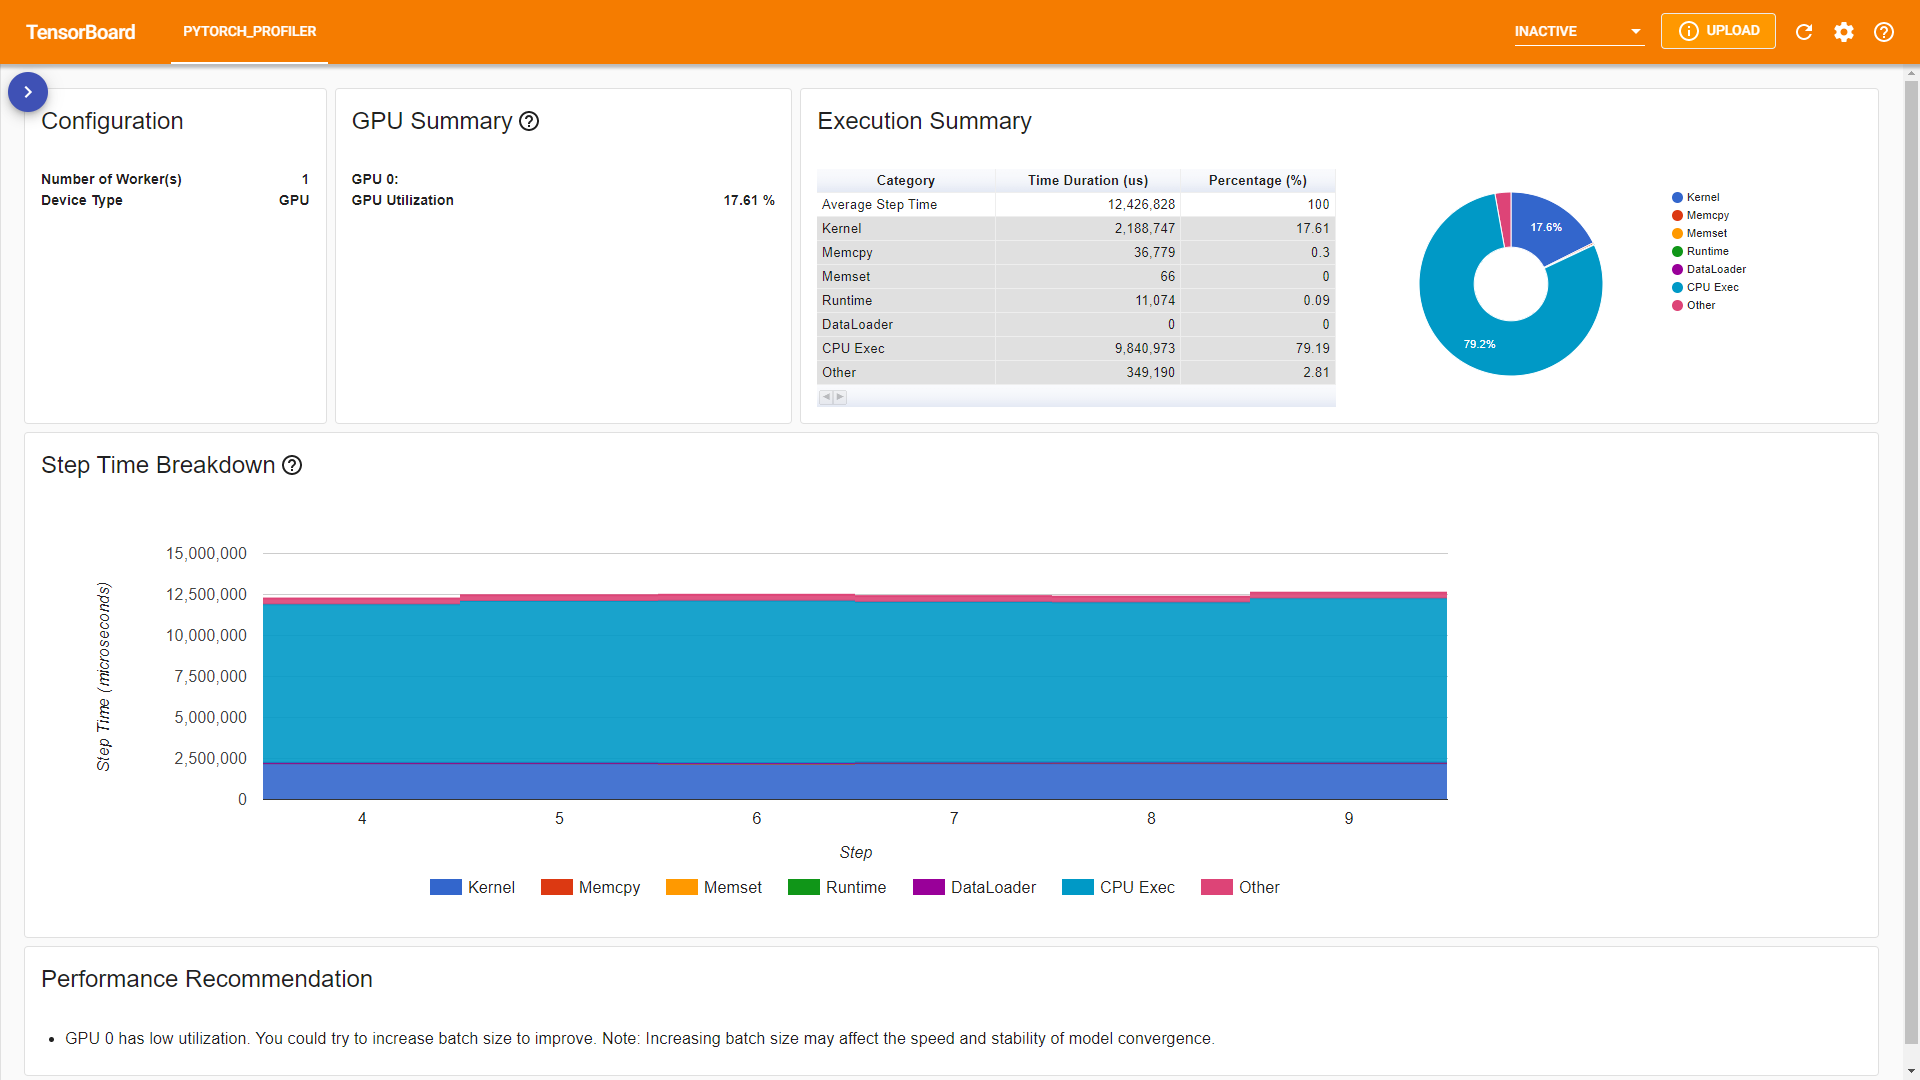 TensorBoard
PYTORCH_PROFILER
INACTIVE
UPLOAD
Configuration
Number of Worker(s) 1
Device Type GPU
GPU Summary
GPU 0:
GPU Utilization 17.61 %
Execution Summary
Category Time Duration (us) Percentage (%)
Average Step Time 12,426,828 100
Kernel 2,188,747 17.61
Memcpy 36,779 0.3
Memset 66 0
Runtime 11,074 0.09
DataLoader 0 0
CPU Exec 9,840,973 79.19
Other 349,190 2.81
17.6%
79.2%
Kernel
Memcpy
Memset
Runtime
DataLoader
CPU Exec
Other
Step Time Breakdown
Step Time (microseconds)
15,000,000
12,500,000
10,000,000
7,500,000
5,000,000
2,500,000
0
4 5 6 7 8 9
Step
Kernel Memcpy Memset Runtime DataLoader CPU Exec Other
Performance Recommendation
• GPU 0 has low utilization. You could try to increase batch size to improve. Note: Increasing batch size may affect the speed and stability of model convergence.